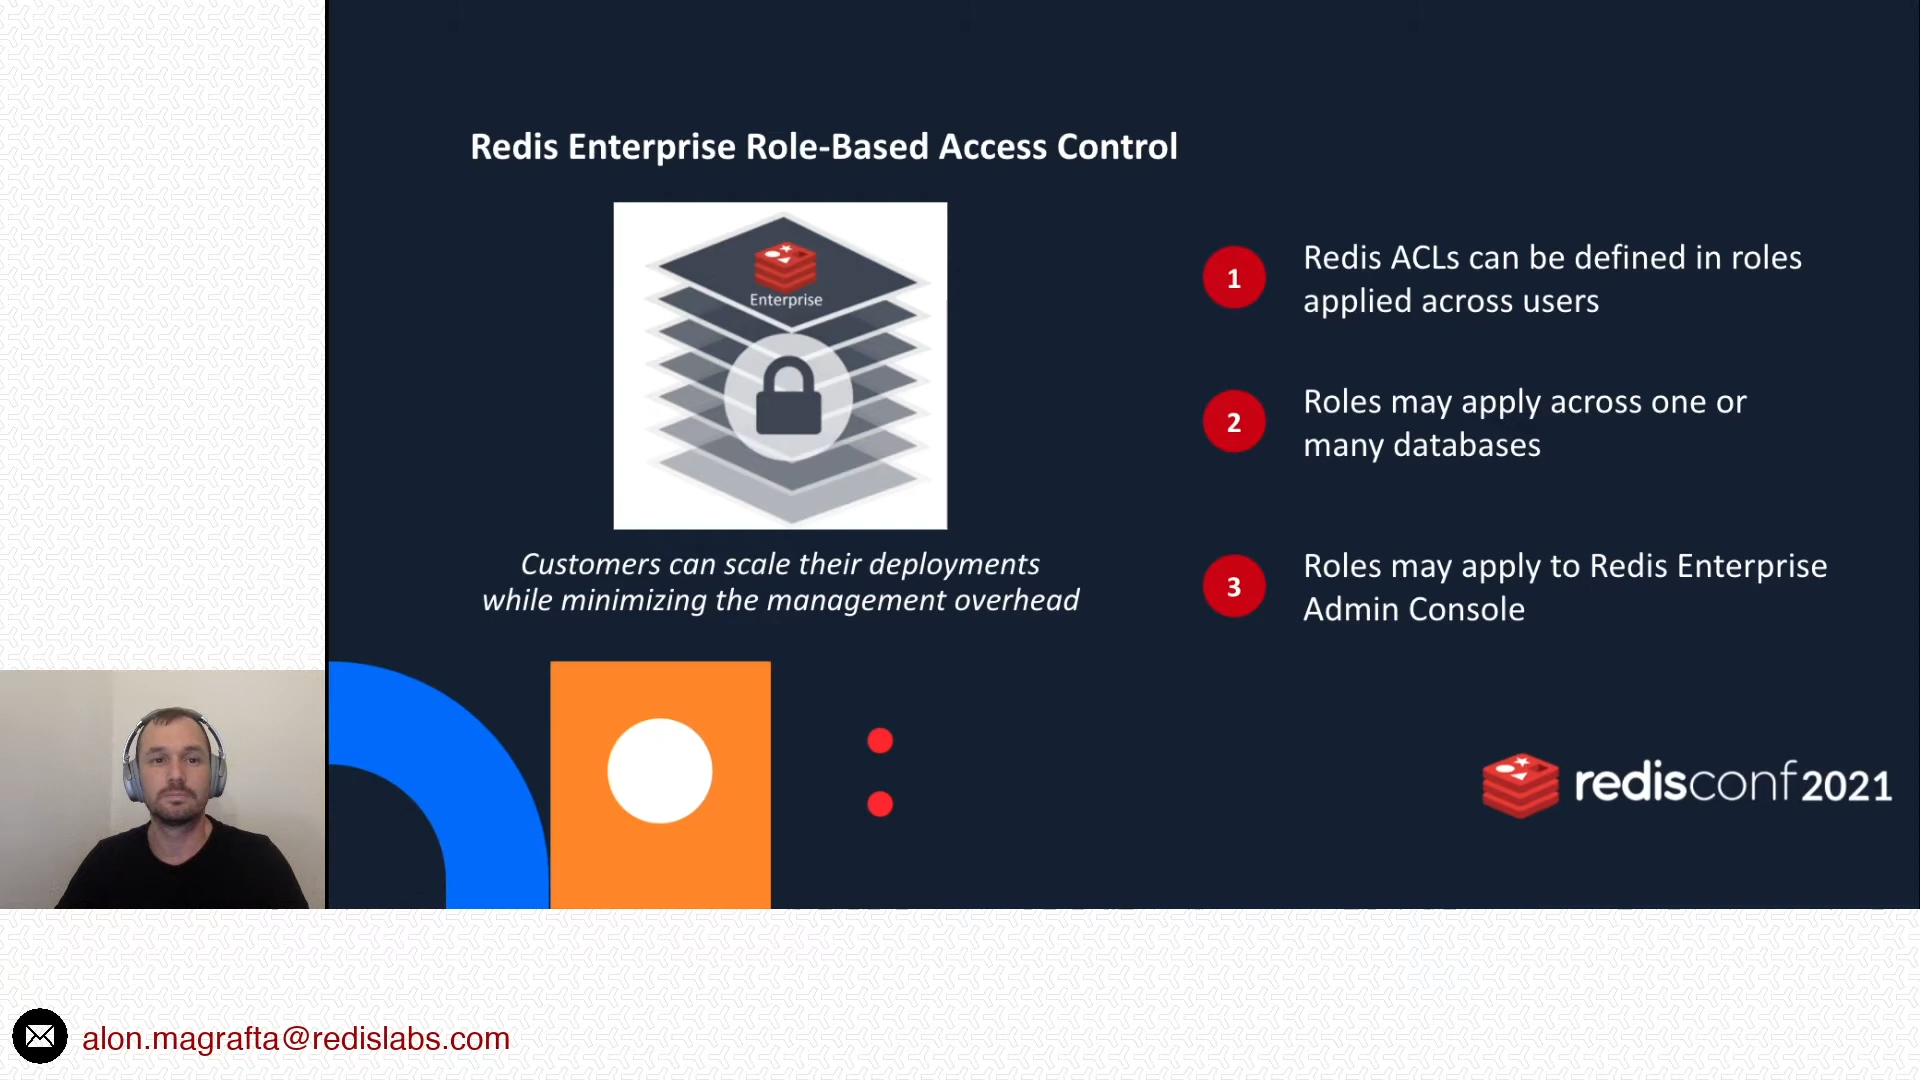 Redis Enterprise Role-Based Access Control
Enterprise
Customers can scale their deployments
while minimizing the management overhead
1
Redis ACLs can be defined in roles
applied across users
2
Roles may apply across one or
many databases
3
Roles may apply to Redis Enterprise
Admin Console
redisconf2021
alon.magrafta@redislabs.com